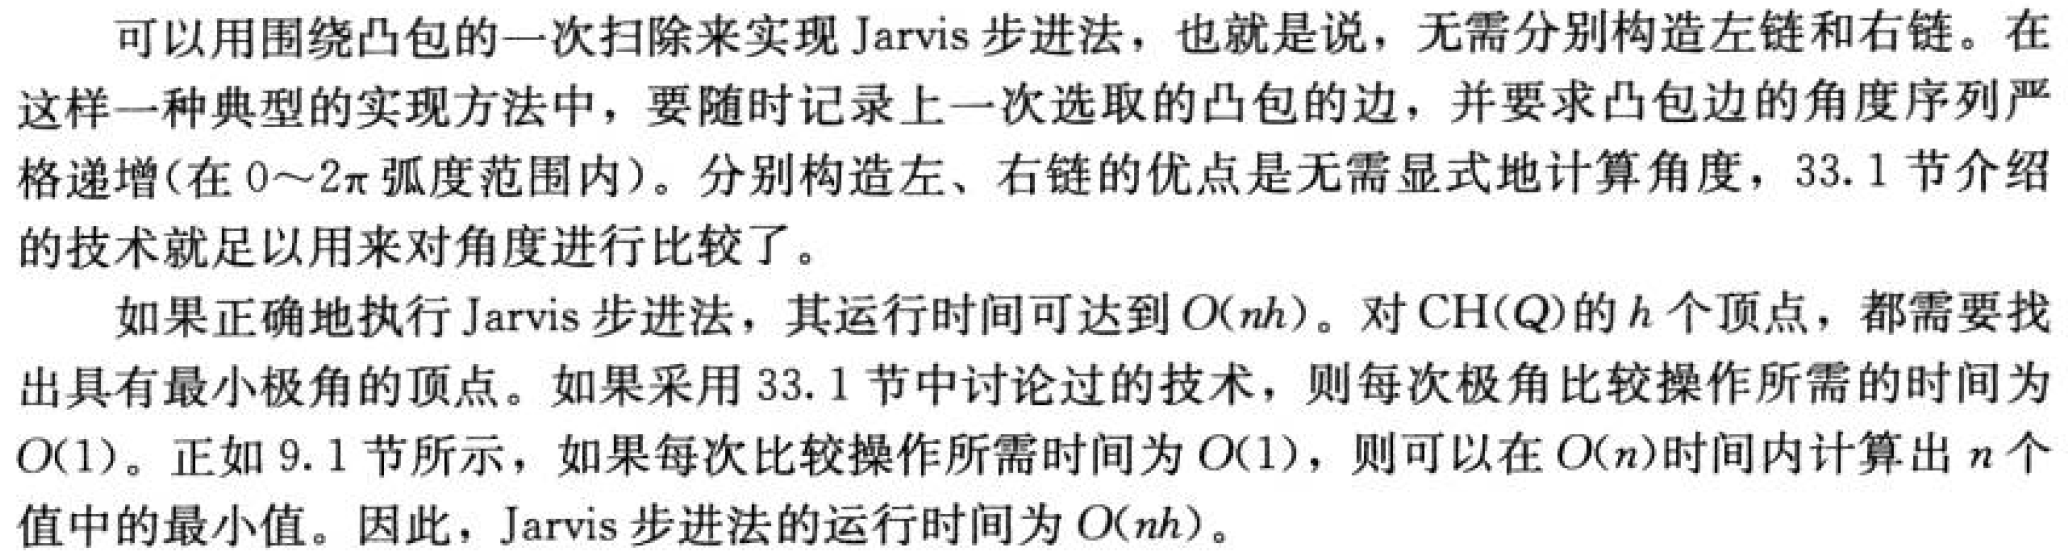 可以用围绕凸包的一次扫除来实现 Jarvis 步进法，也就是说，无需分别构造左链和右链。在
这样一种典型的实现方法中，要随时记录上一次选取的凸包的边，并要求凸包边的角度序列严
格递增(在 0～2π 弧度范围内)。分别构造左、右链的优点是无需显式地计算角度，33.1 节介绍
的技术就足以用来对角度进行比较了。
如果正确地执行 Jarvis 步进法，其运行时间可达到 O(nh)。对 CH(Q)的 h 个顶点，都需要找
出具有最小极角的顶点。如果采用 33.1 节中讨论过的技术，则每次极角比较操作所需的时间为
O(1)。正如 9.1 节所示，如果每次比较操作所需时间为 O(1)，则可以在 O(n)时间内计算出 n 个
值中的最小值。因此，Jarvis 步进法的运行时间为 O(nh)。